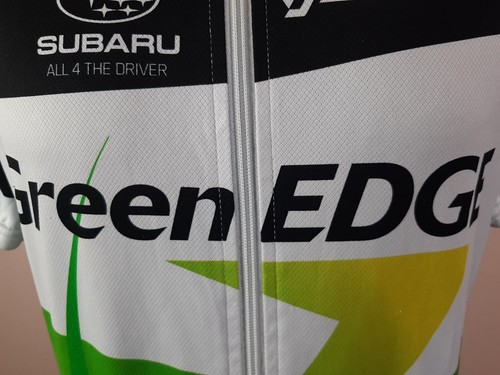 SUBARU
ALL 4 THE DRIVER
GreenEDGE